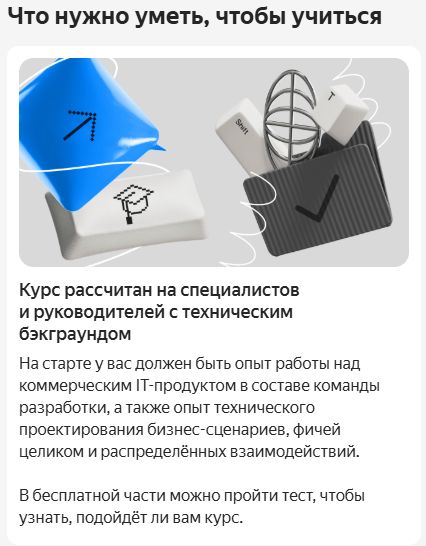 Что нужно уметь, чтобы учиться
Shift
T
Курс рассчитан на специалистов
и руководителей с техническим
бэкграундом
На старте у вас должен быть опыт работы над
коммерческим IT-продуктом в составе команды
разработки, а также опыт технического
проектирования бизнес-сценариев, фичей
целиком и распределённых взаимодействий.
В бесплатной части можно пройти тест, чтобы
узнать, подойдёт ли вам курс.